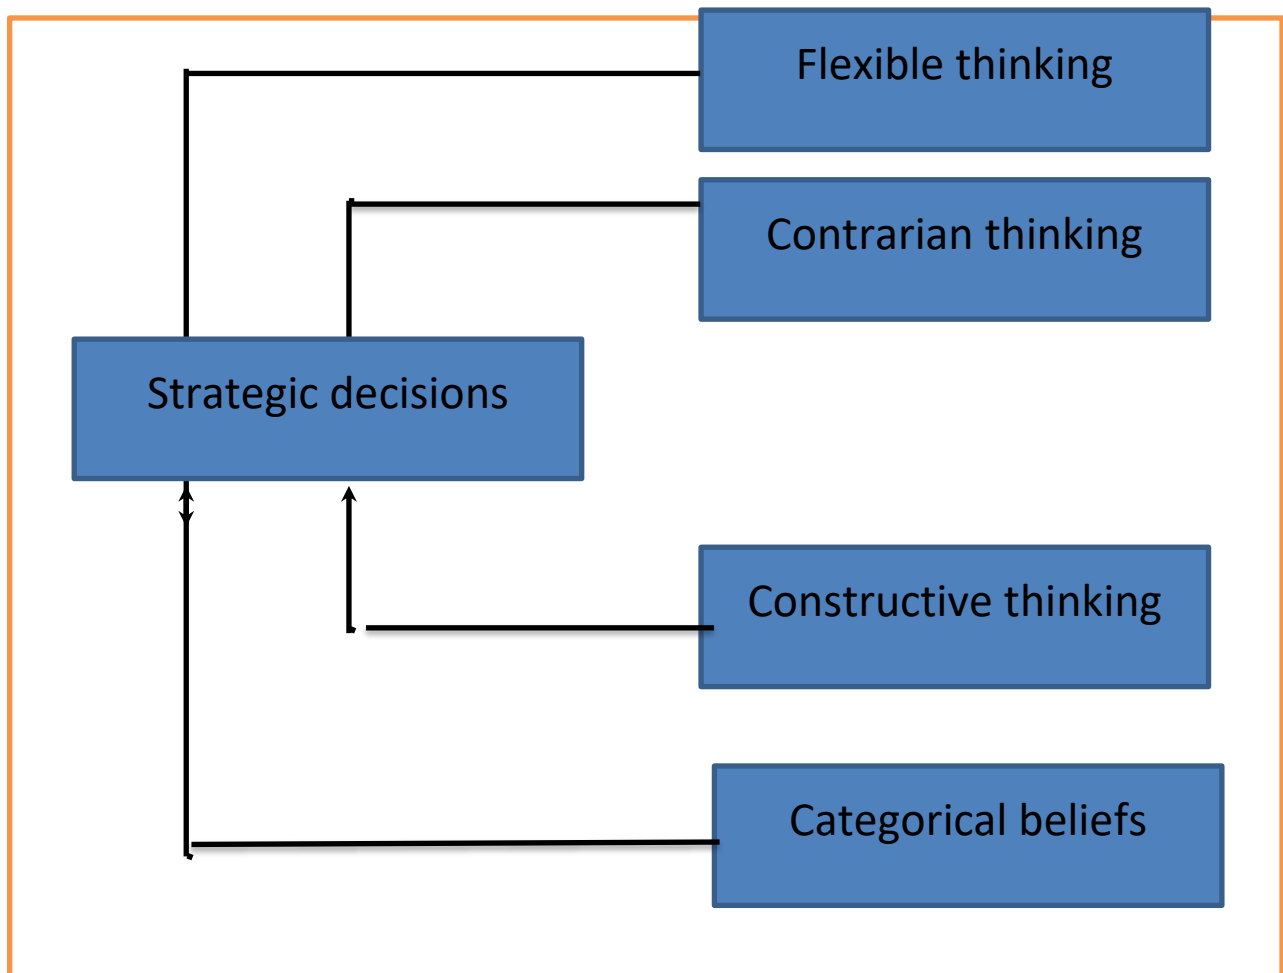 Flexible thinking
Contrarian thinking
Strategic decisions
Constructive thinking
Categorical beliefs